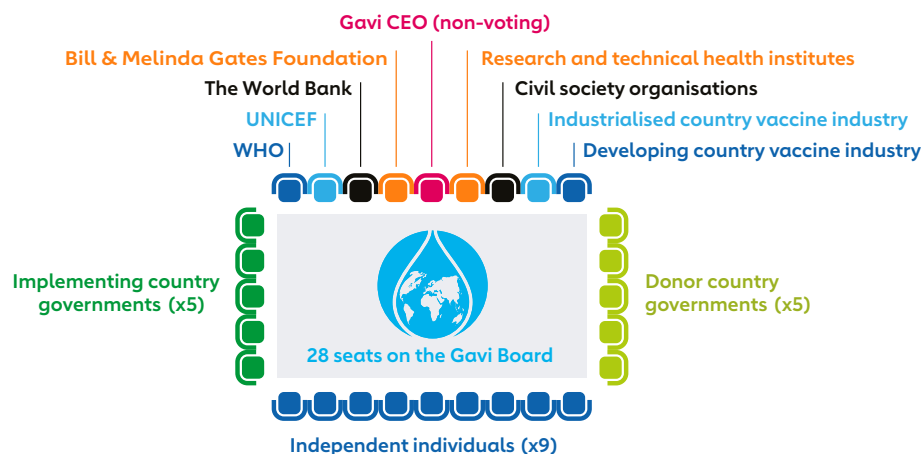 Gavi CEO (non-voting)
Bill & Melinda Gates Foundation
Research and technical health institutes
The World Bank
Civil society organisations
UNICEF
Industrialised country vaccine industry
WHO
Developing country vaccine industry
Implementing country
governments (x5)
Donor country
governments (x5)
28 seats on the Gavi Board
Independent individuals (x9)